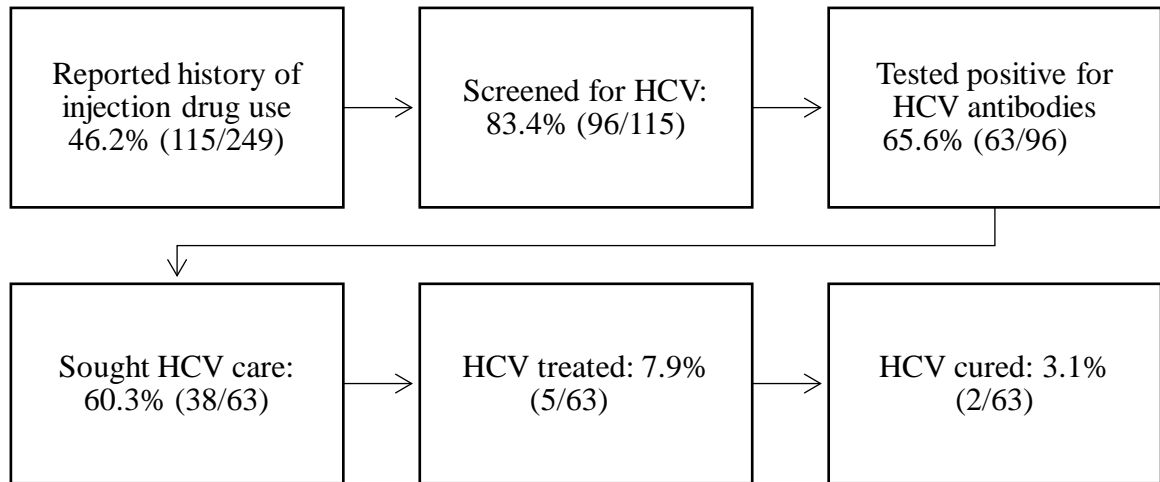 Reported history of
injection drug use
46.2% (115/249)
Screened for HCV:
83.4% (96/115)
Tested positive for
HCV antibodies
65.6% (63/96)
Sought HCV care:
60.3% (38/63)
HCV treated: 7.9%
(5/63)
HCV cured: 3.1%
(2/63)